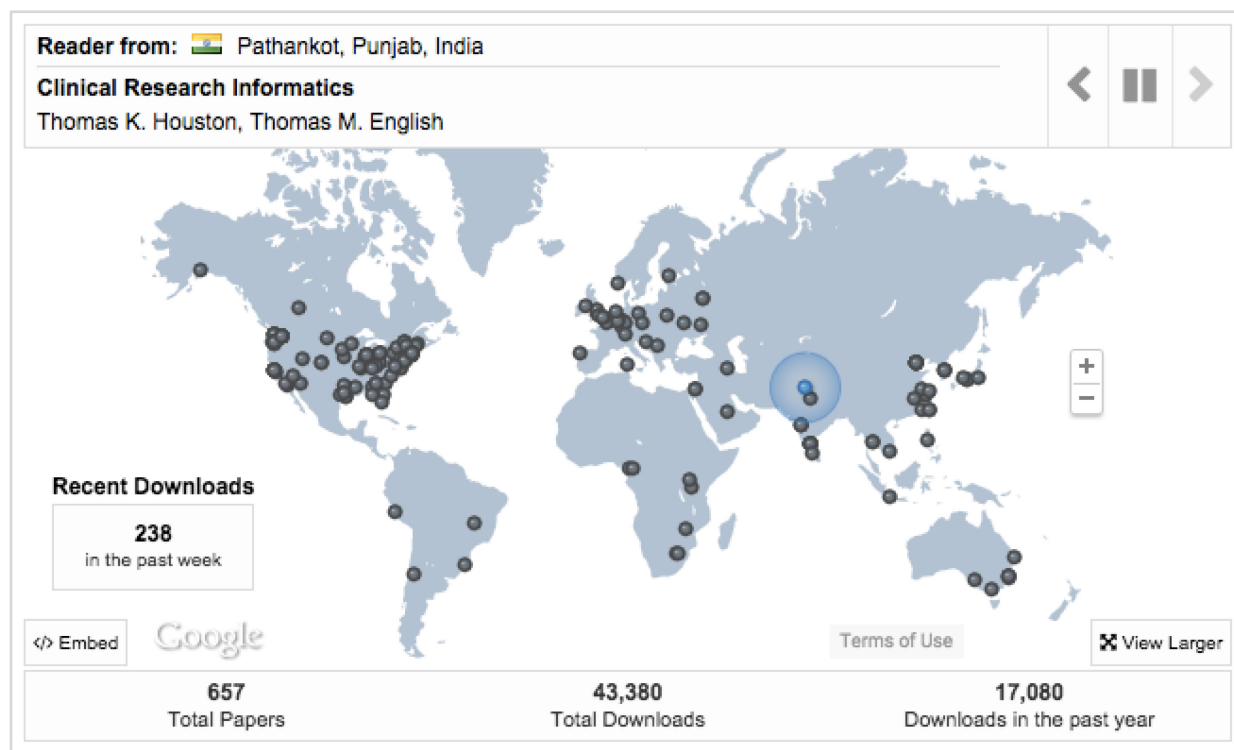 Reader from: Pathankot, Punjab, India
Clinical Research Informatics
Thomas K. Houston, Thomas M. English
+
−
Recent Downloads
238
in the past week
</> Embed
Google
Terms of Use
View Larger
657
Total Papers
43,380
Total Downloads
17,080
Downloads in the past year